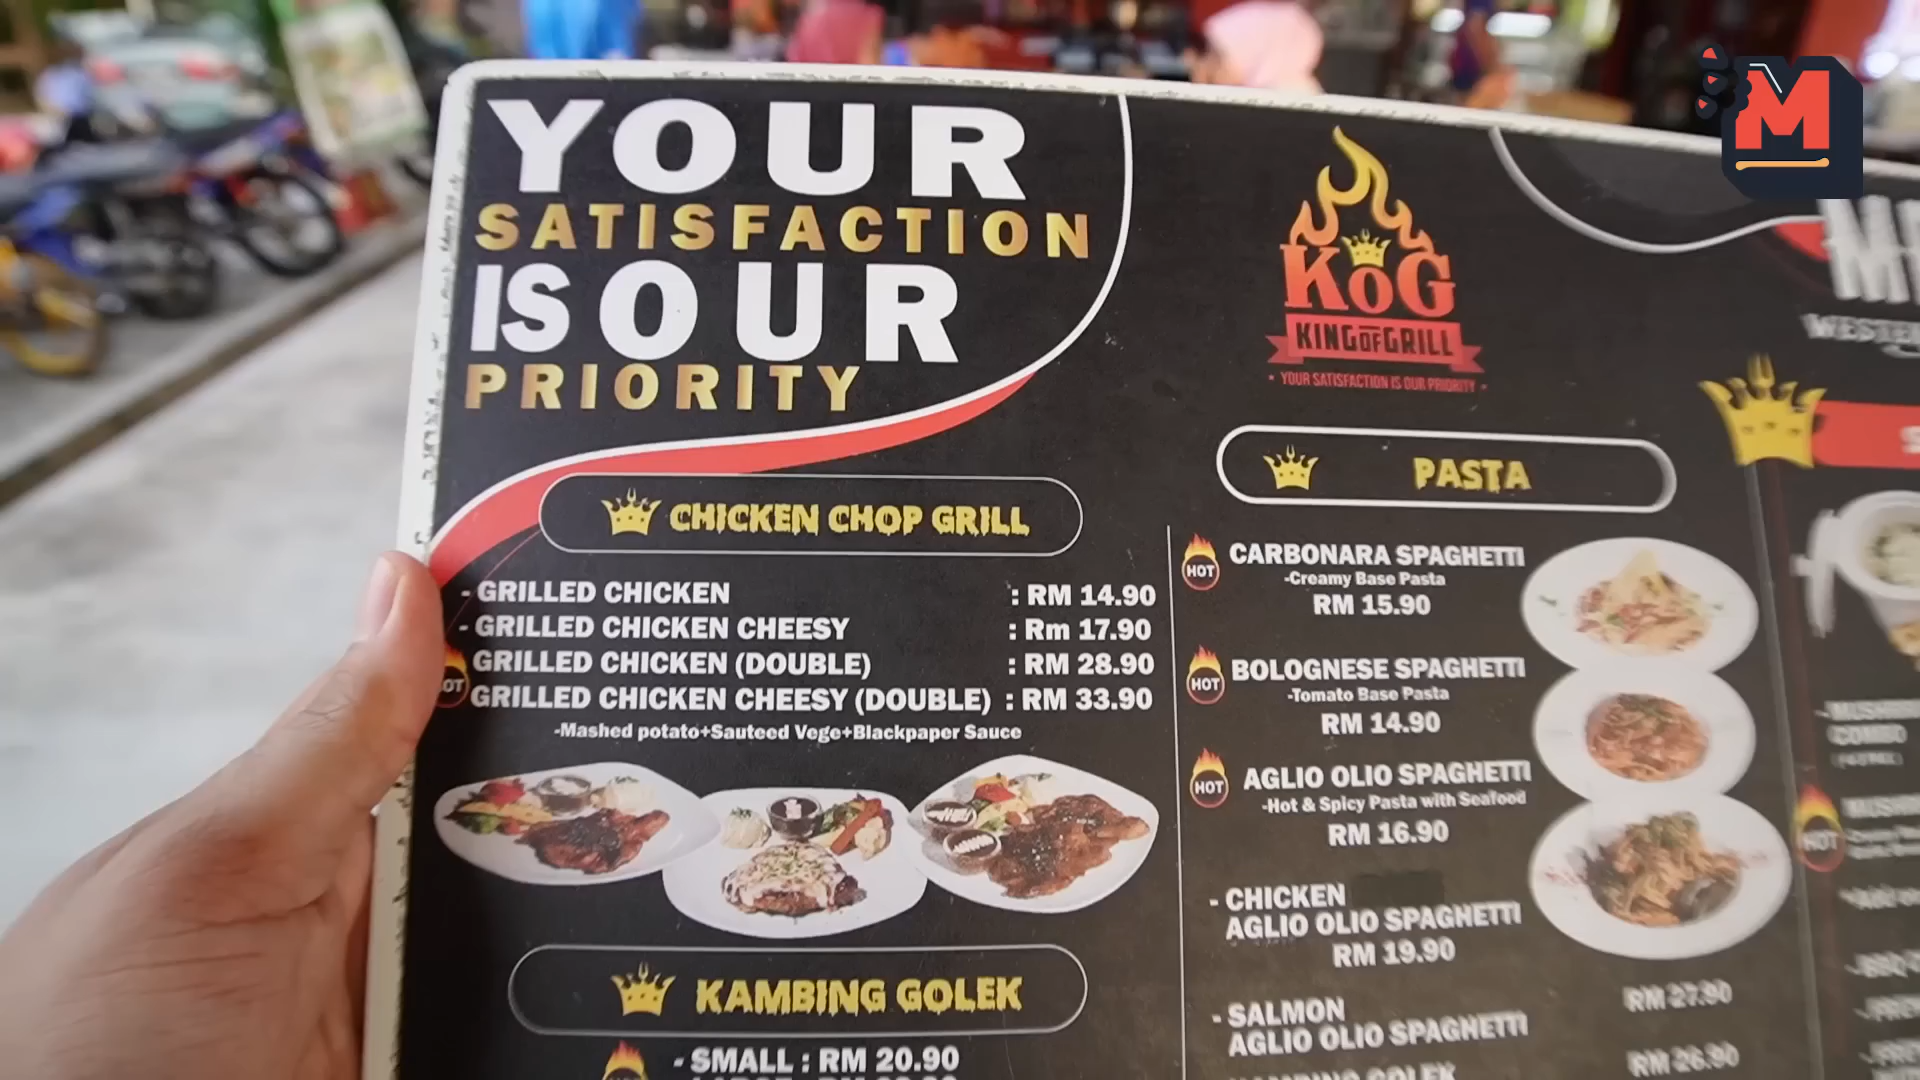 YOUR
SATISFACTION
IS OUR
PRIORITY
CHICKEN CHOP GRILL
- GRILLED CHICKEN : RM 14.90
- GRILLED CHICKEN CHEESY : Rm 17.90
GRILLED CHICKEN (DOUBLE) : RM 28.90
GRILLED CHICKEN CHEESY (DOUBLE) : RM 33.90
-Mashed potato+Sauteed Vege+Blackpaper Sauce
KAMBING GOLEK
- SMALL : RM 20.90
KOG
KING OF GRILL
• YOUR SATISFACTION IS OUR PRIORITY •
PASTA
HOT
CARBONARA SPAGHETTI
-Creamy Base Pasta
RM 15.90
HOT
BOLOGNESE SPAGHETTI
-Tomato Base Pasta
RM 14.90
HOT
AGLIO OLIO SPAGHETTI
-Hot & Spicy Pasta with Seafood
RM 16.90
- CHICKEN
AGLIO OLIO SPAGHETTI
RM 19.90
- SALMON
AGLIO OLIO SPAGHETTI
RM 27.90
KAMBING GOLEK
RM 26.90
HOT
M